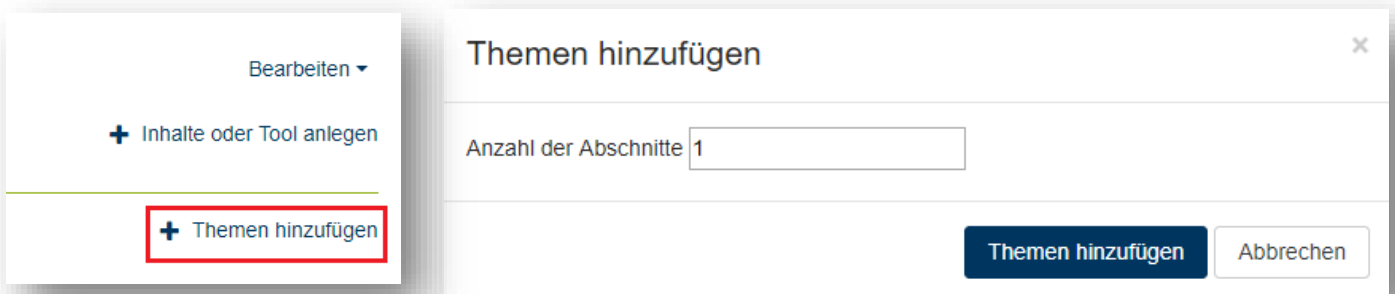 Bearbeiten
Inhalte oder Tool anlegen
Themen hinzufügen
Themen hinzufügen
×
Anzahl der Abschnitte 1
Themen hinzufügen Abbrechen